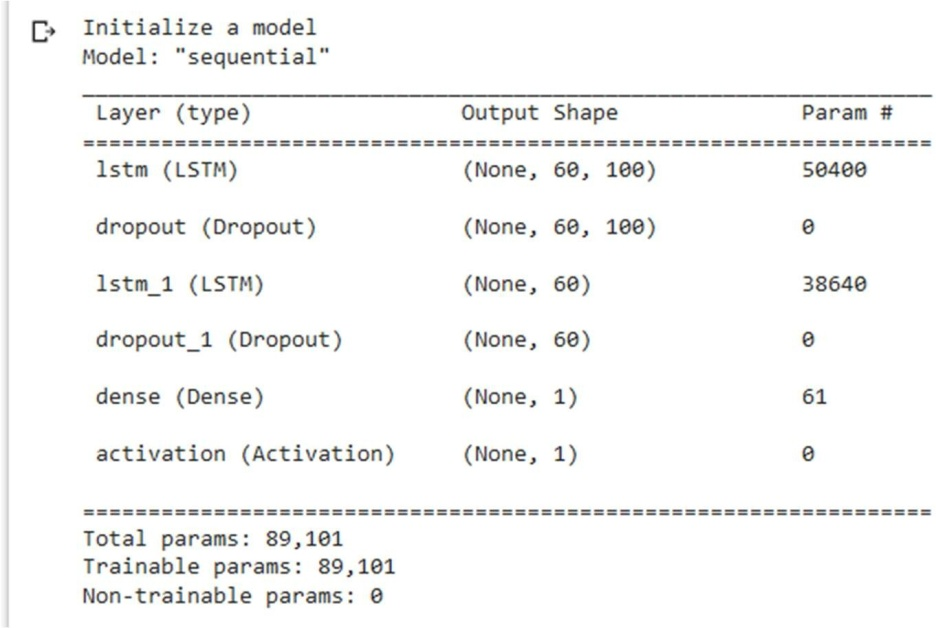 Initialize a model
Model: "sequential"
Layer (type) Output Shape Param #
=================================================================
lstm (LSTM) (None, 60, 100) 50400
dropout (Dropout) (None, 60, 100) 0
lstm_1 (LSTM) (None, 60) 38640
dropout_1 (Dropout) (None, 60) 0
dense (Dense) (None, 1) 61
activation (Activation) (None, 1) 0
=================================================================
Total params: 89,101
Trainable params: 89,101
Non-trainable params: 0